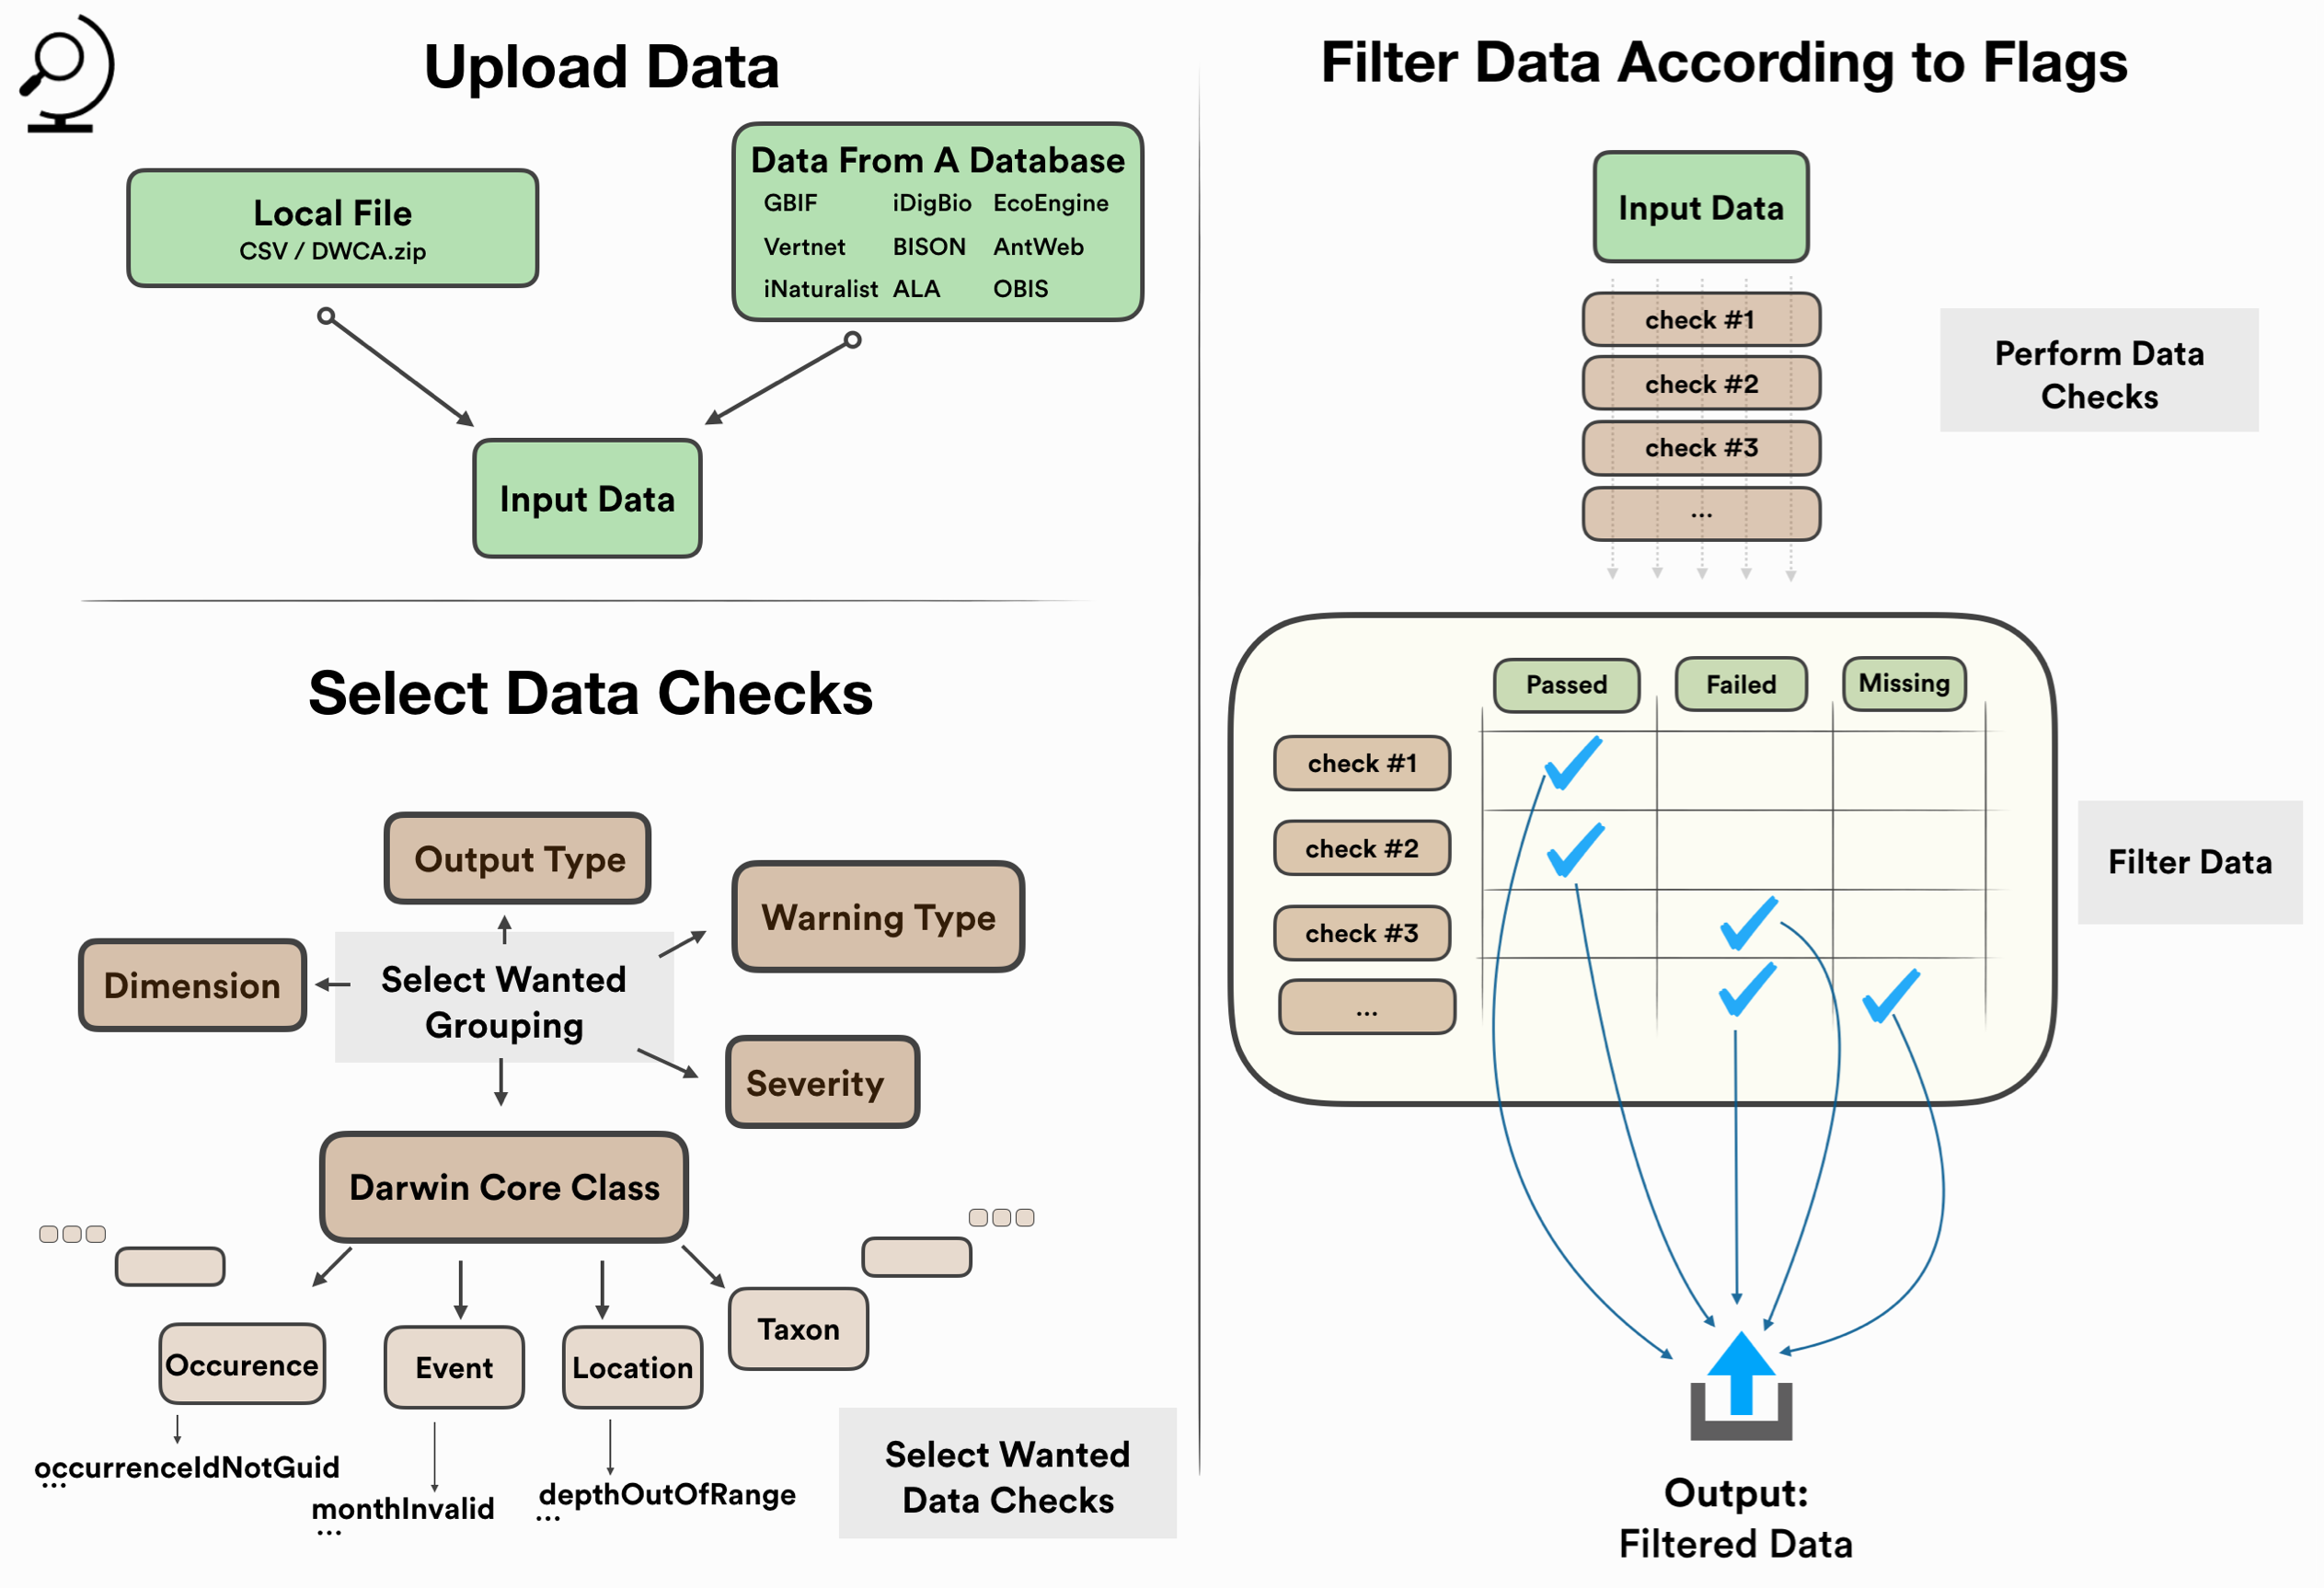 Upload Data
Local File
CSV / DWCA.zip
Data From A Database
GBIF iDigBio EcoEngine
Vertnet BISON AntWeb
iNaturalist ALA OBIS
Input Data
Select Data Checks
Output Type
Warning Type
Dimension
Select Wanted
Grouping
Severity
Darwin Core Class
Occurence
Event
Location
Taxon
occurrenceIdNotGuid
...
monthInvalid
...
depthOutOfRange
...
Select Wanted
Data Checks
Filter Data According to Flags
Input Data
check #1
check #2
check #3
...
Perform Data
Checks
Passed Failed Missing
check #1
check #2
check #3
...
Filter Data
Output:
Filtered Data